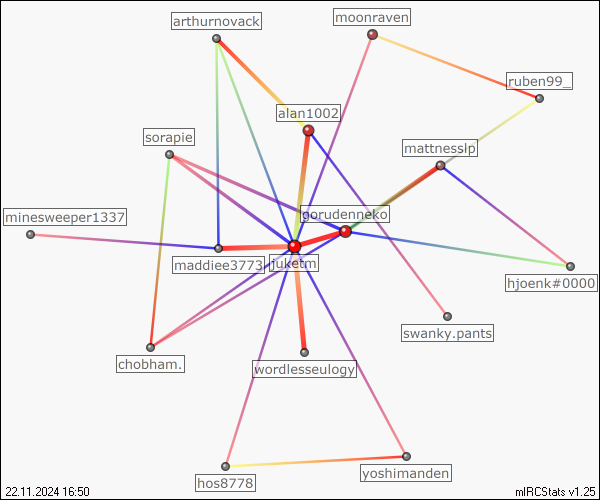 arthurnovack
moonraven
ruben99_
alan1002
sorapie
mattnesslp
minesweeper1337
gorudenneko
maddiee3773
juketm
hjoenk#0000
swanky.pants
chobham.
wordlesseulogy
hos8778
yoshimanden
22.11.2024 16:50
mIRCStats v1.25